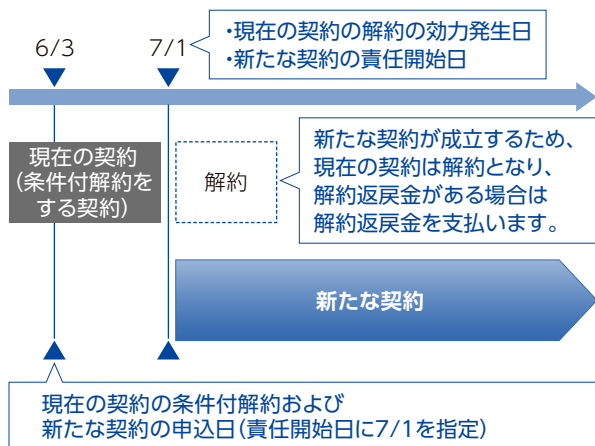 6/3
7/1
・現在の契約の解約の効力発生日
・新たな契約の責任開始日
現在の契約
(条件付解約を
する契約)
解約
新たな契約が成立するため、
現在の契約は解約となり、
解約返戻金がある場合は
解約返戻金を支払います。
新たな契約
現在の契約の条件付解約および
新たな契約の申込日(責任開始日に7/1を指定)